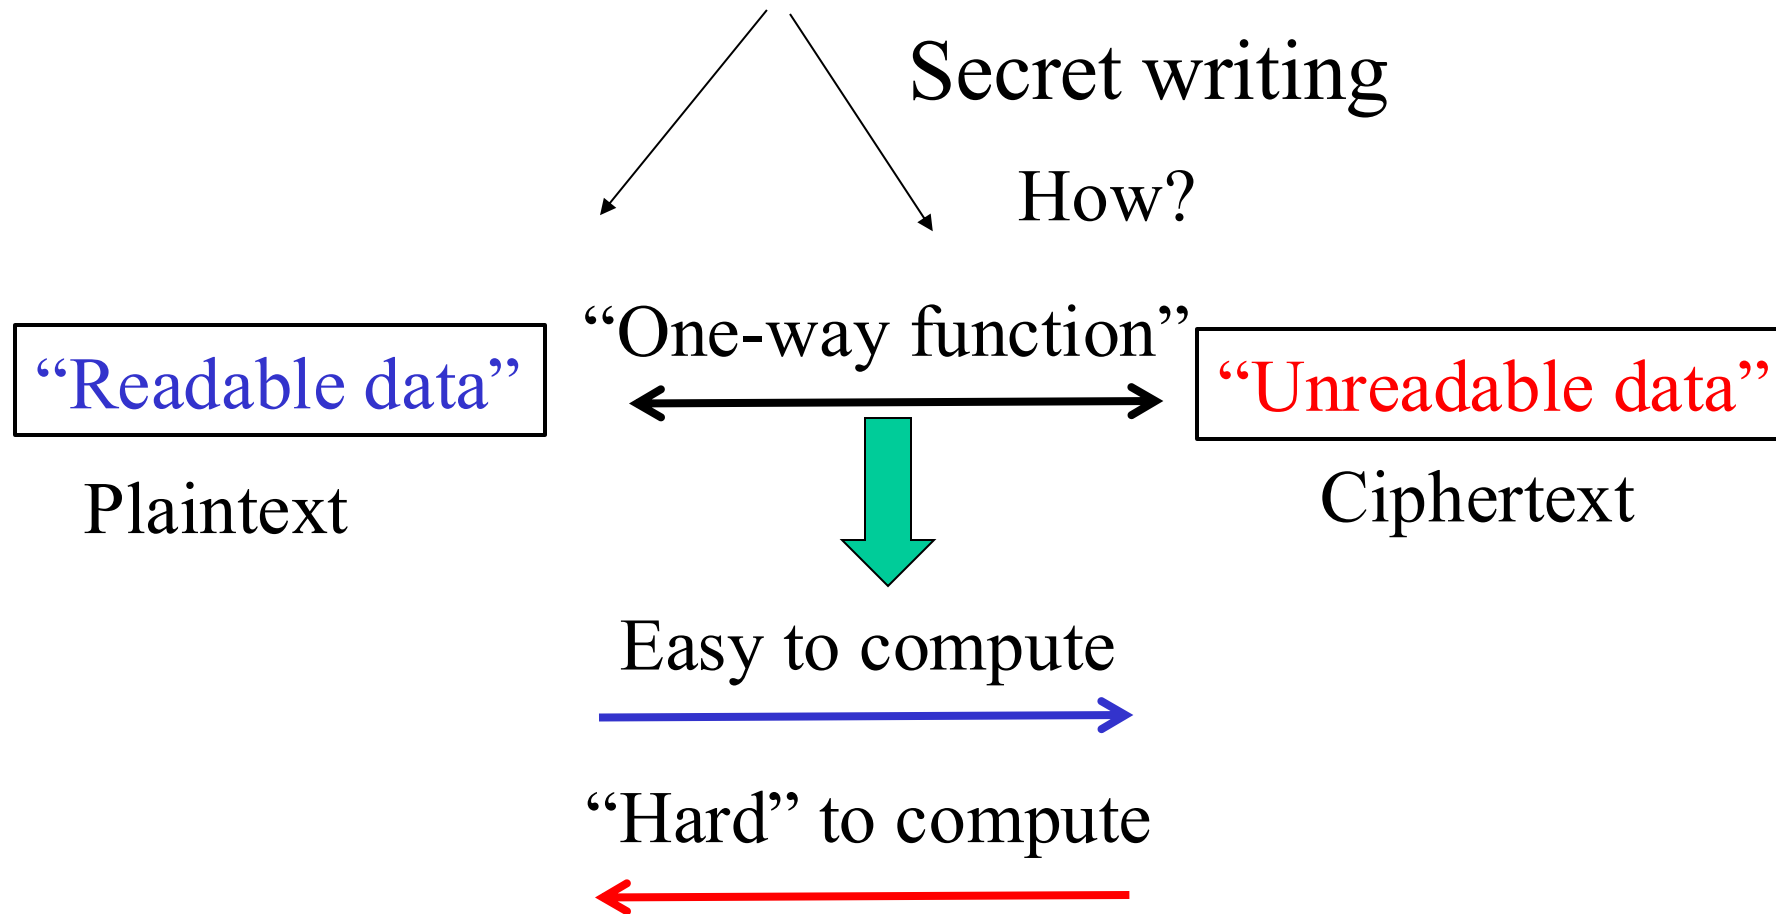 Secret writing
How?
“One-way function”
“Readable data”
“Unreadable data”
Plaintext
Ciphertext
Easy to compute
“Hard” to compute